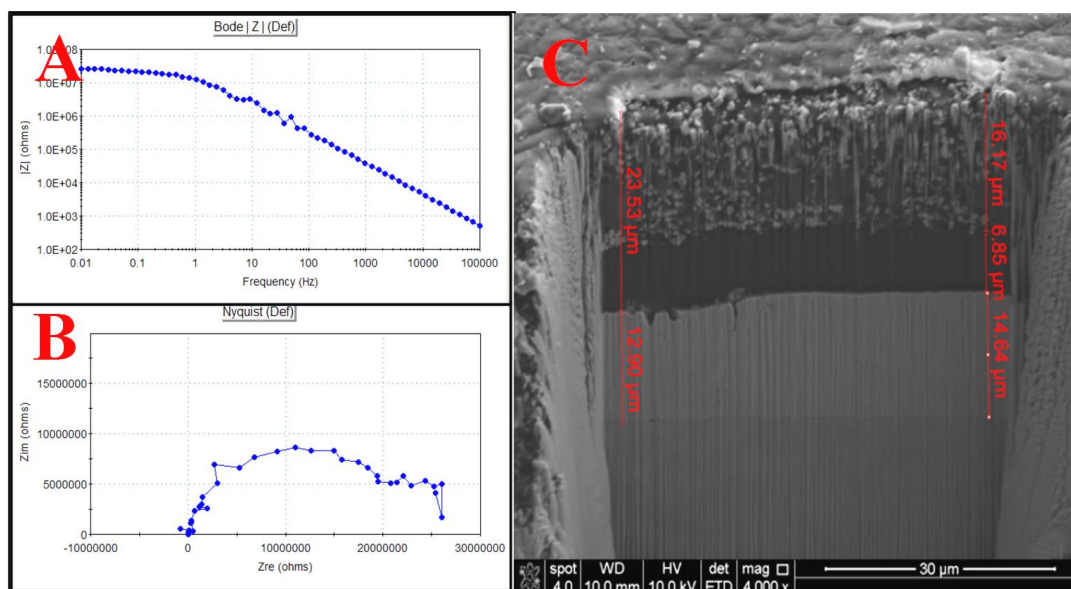 A
Bode | Z | (Def)
1.0E+08
1.0E+07
1.0E+06
1.0E+05
1.0E+04
1.0E+03
1.0E+02
|Z| (ohms)
0.01 0.1 1 10 100 1000 10000 100000
Frequency (Hz)
B
Nyquist (Def)
15000000
10000000
5000000
0
Zim (ohms)
-10000000 0 10000000 20000000 30000000
Zre (ohms)
C
23.53 µm
12.90 µm
16.17 µm
6.85 µm
14.64 µm
spot WD HV det mag 30 µm
4.0 10.0 mm 10.0 kV ETD 4 000 x